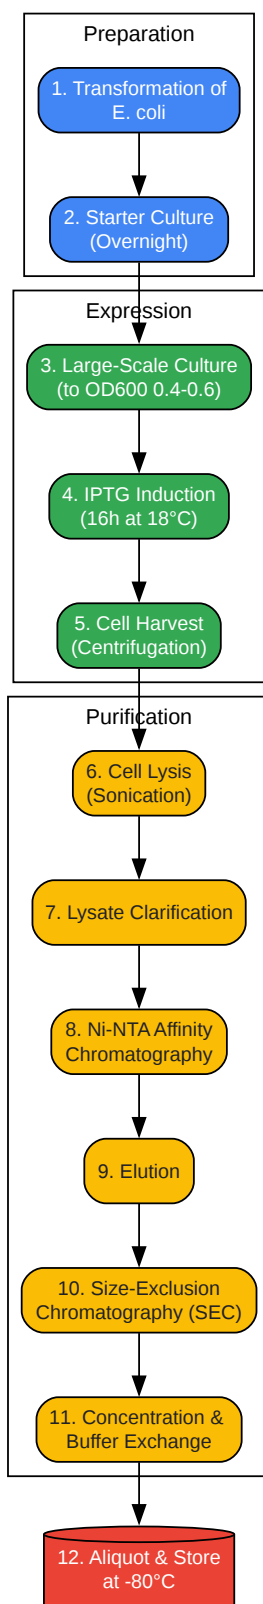 Preparation
1. Transformation of
E. coli
2. Starter Culture
(Overnight)
Expression
3. Large-Scale Culture
(to OD600 0.4-0.6)
4. IPTG Induction
(16h at 18°C)
5. Cell Harvest
(Centrifugation)
Purification
6. Cell Lysis
(Sonication)
7. Lysate Clarification
8. Ni-NTA Affinity
Chromatography
9. Elution
10. Size-Exclusion
Chromatography (SEC)
11. Concentration &
Buffer Exchange
12. Aliquot & Store
at -80°C